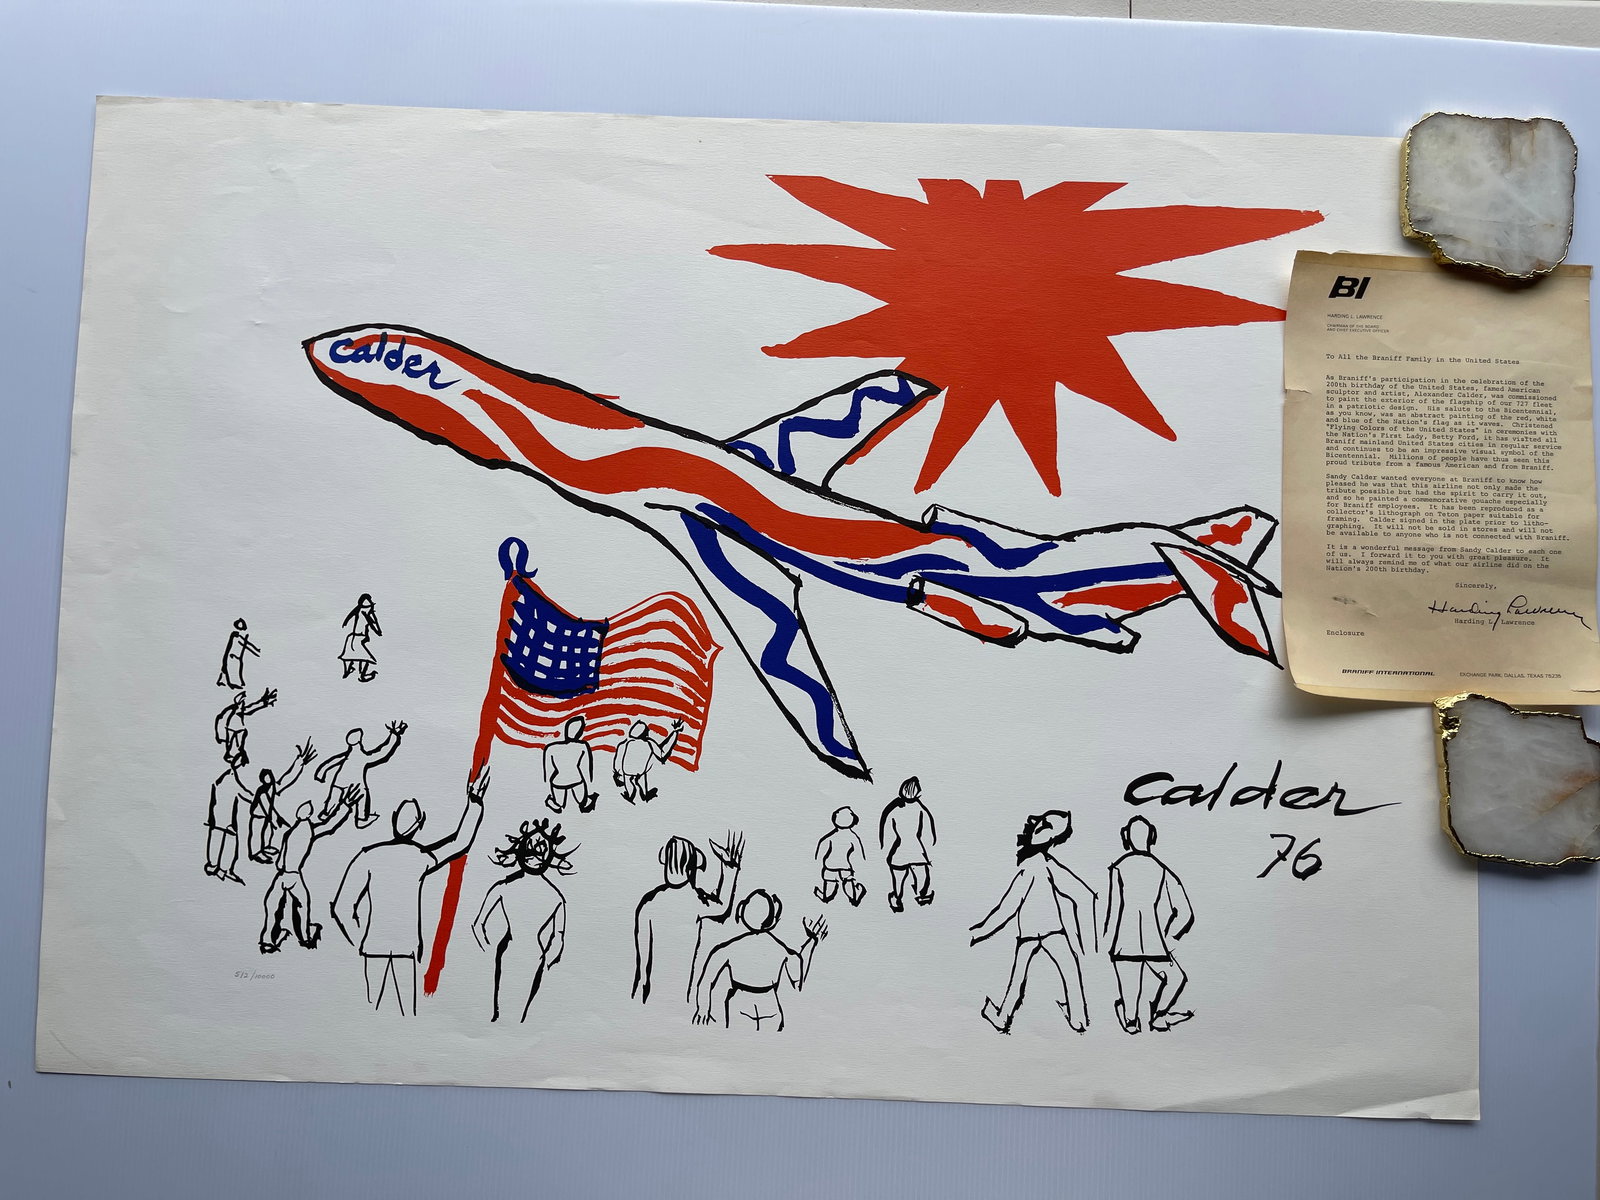 calder
calder
76
512/10000
BI
HARDING L. LAWRENCE
CHAIRMAN OF THE BOARD
AND CHIEF EXECUTIVE OFFICER
To All the Braniff Family in the United States
As Braniff's participation in the celebration of the
200th birthday of the United States, famed American
sculptor and artist, Alexander Calder, was commissioned
to paint the exterior of the flagship of our 727 fleet
in a patriotic design. His salute to the Bicentennial,
as you know, was an abstract painting of the red, white
and blue of the Nation's flag as it waves. Christened
"Flying Colors of the United States" in ceremonies with
the Nation's First Lady, Betty Ford, it has visited all
Braniff mainland United States cities in regular service
and continues to be an impressive visual symbol of the
Bicentennial. Millions of people have thus seen this
proud tribute from a famous American and from Braniff.
Sandy Calder wanted everyone at Braniff to know how
pleased he was that this airline not only made the
tribute possible but had the spirit to carry it out,
and so he painted a commemorative gouache especially
for Braniff employees. It has been reproduced as a
collector's lithograph on Teton paper suitable for
framing. Calder signed in the plate prior to litho-
graphing. It will not be sold in stores and will not
be available to anyone who is not connected with Braniff.
It is a wonderful message from Sandy Calder to each one
of us. I forward it to you with great pleasure. It
will always remind me of what our airline did on the
Nation's 200th birthday.
Sincerely,
Harding Lawrence
Harding L. Lawrence
Enclosure
BRANIFF INTERNATIONAL EXCHANGE PARK, DALLAS, TEXAS 75235